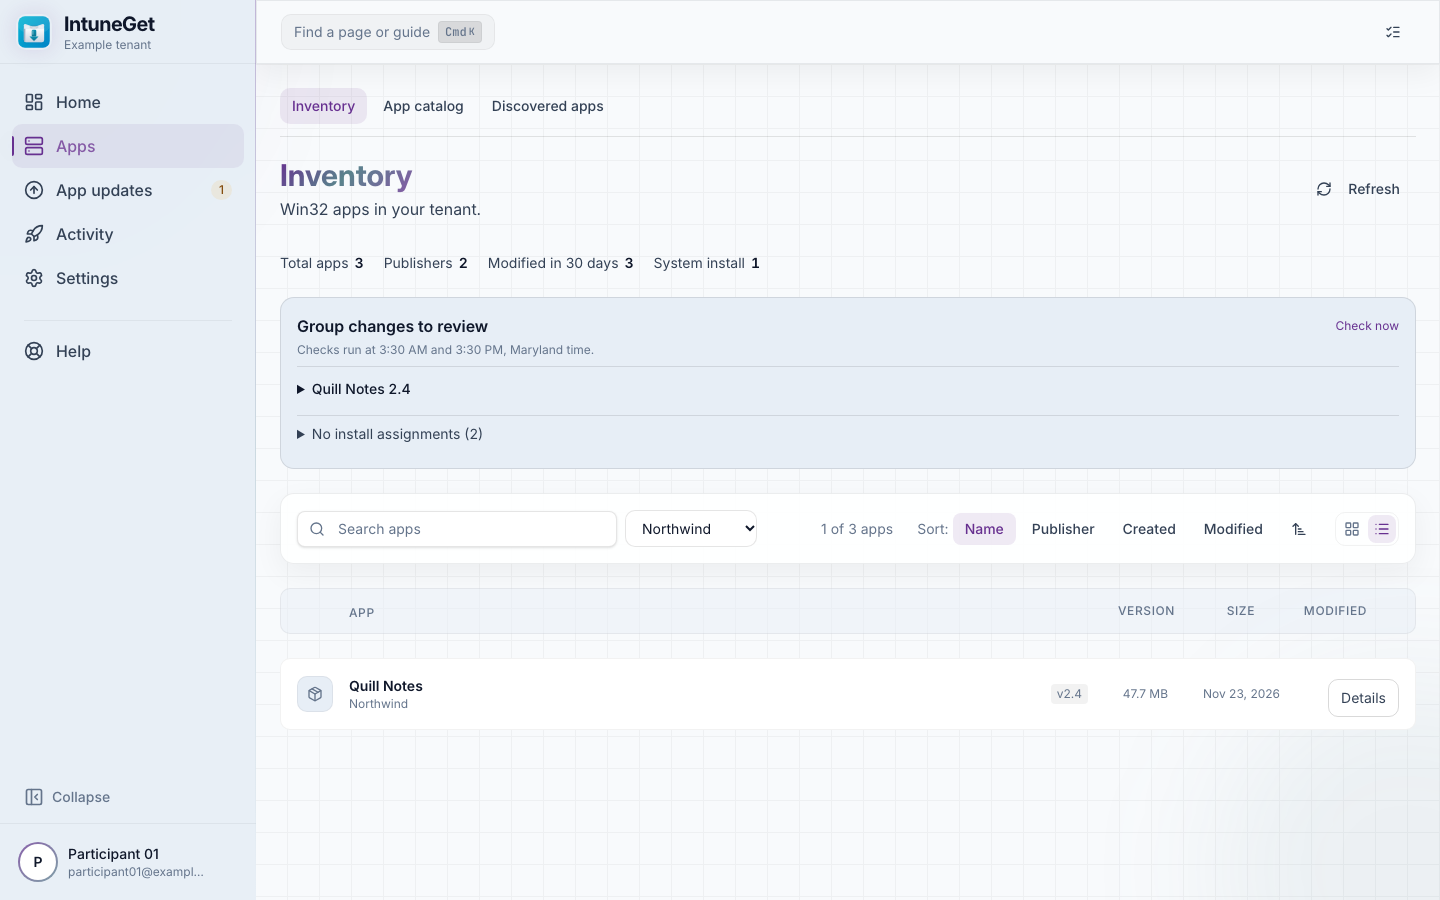 IntuneGet
Example tenant
Find a page or guide Cmd K
Home
Apps
App updates 1
Activity
Settings
Help
Collapse
P
Participant 01
participant01@exampl...
Inventory App catalog Discovered apps
Inventory
Win32 apps in your tenant.
Refresh
Total apps 3 Publishers 2 Modified in 30 days 3 System install 1
Group changes to review
Check now
Checks run at 3:30 AM and 3:30 PM, Maryland time.
Quill Notes 2.4
No install assignments (2)
Search apps Northwind 1 of 3 apps Sort: Name Publisher Created Modified
APP VERSION SIZE MODIFIED
Quill Notes
Northwind
v2.4 47.7 MB Nov 23, 2026 Details